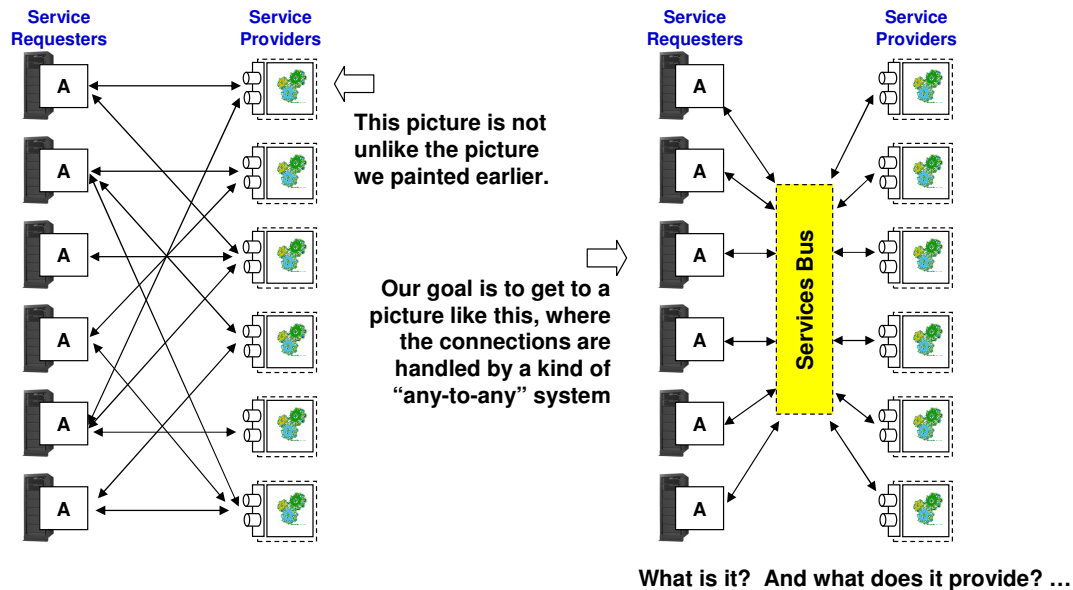 Service
Requesters
Service
Providers
A
A
A
A
A
A
This picture is not
unlike the picture
we painted earlier.
Our goal is to get to a
picture like this, where
the connections are
handled by a kind of
“any-to-any” system
Service
Requesters
Service
Providers
A
A
A
A
A
A
Services Bus
What is it?  And what does it provide? …